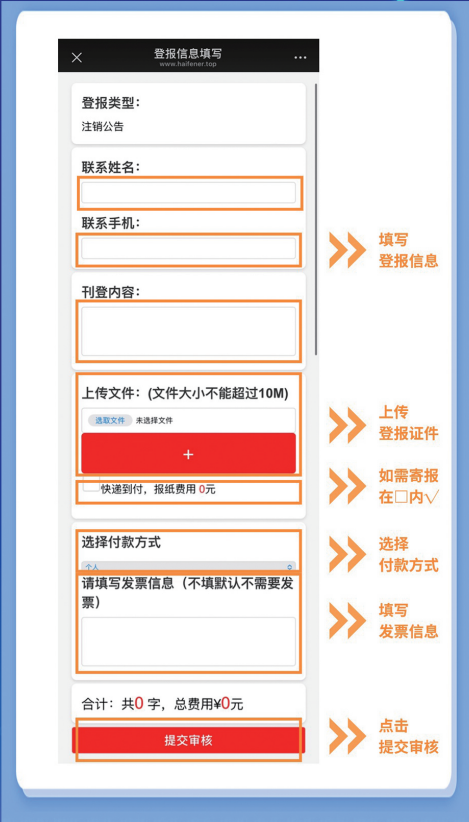 登报信息填写
www.haifener.top
登报类型：
注销公告
联系姓名：
联系手机：
填写
登报信息
刊登内容：
上传文件：(文件大小不能超过10M)
选取文件 未选择文件
+
上传
登报证件
快递到付，报纸费用 0元
如需寄报
在□内√
选择付款方式
个人
选择
付款方式
请填写发票信息（不填默认不需要发
票）
填写
发票信息
合计：共0 字，总费用¥0元
提交审核
点击
提交审核